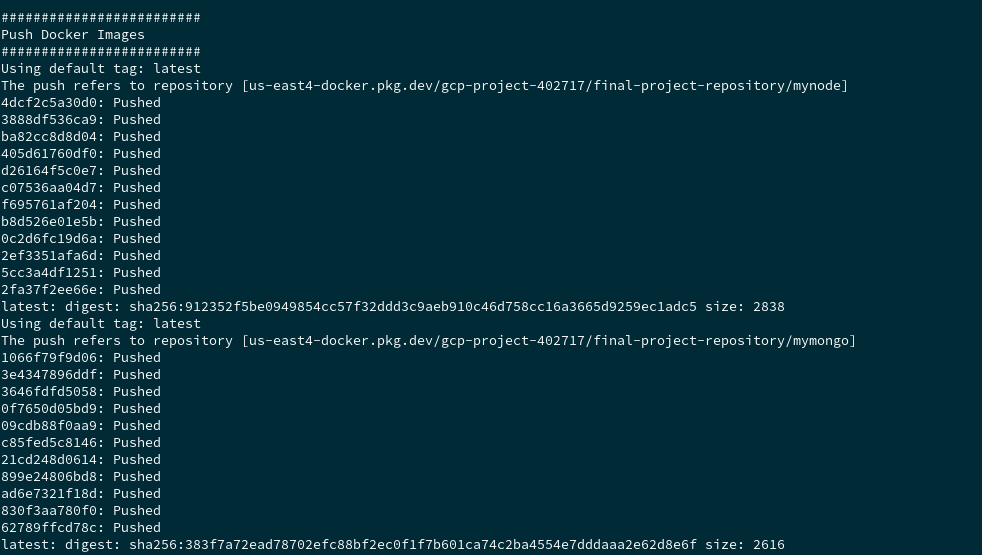 #########################
Push Docker Images
#########################
Using default tag: latest
The push refers to repository [us-east4-docker.pkg.dev/gcp-project-402717/final-project-repository/mynode]
4dcf2c5a30d0: Pushed
3888df536ca9: Pushed
ba82cc8d8d04: Pushed
405d61760df0: Pushed
d26164f5c0e7: Pushed
c07536aa04d7: Pushed
f695761af204: Pushed
b8d526e01e5b: Pushed
0c2d6fc19d6a: Pushed
2ef3351afa6d: Pushed
5cc3a4df1251: Pushed
2fa37f2ee66e: Pushed
latest: digest: sha256:912352f5be0949854cc57f32ddd3c9aeb910c46d758cc16a3665d9259ec1adc5 size: 2838
Using default tag: latest
The push refers to repository [us-east4-docker.pkg.dev/gcp-project-402717/final-project-repository/mymongo]
1066f79f9d06: Pushed
3e4347896ddf: Pushed
3646fdfd5058: Pushed
0f7650d05bd9: Pushed
09cdb88f0aa9: Pushed
c85fed5c8146: Pushed
21cd248d0614: Pushed
899e24806bd8: Pushed
ad6e7321f18d: Pushed
830f3aa780f0: Pushed
62789ffcd78c: Pushed
latest: digest: sha256:383f7a72ead78702efc88bf2ec0f1f7b601ca74c2ba4554e7dddaaa2e62d8e6f size: 2616